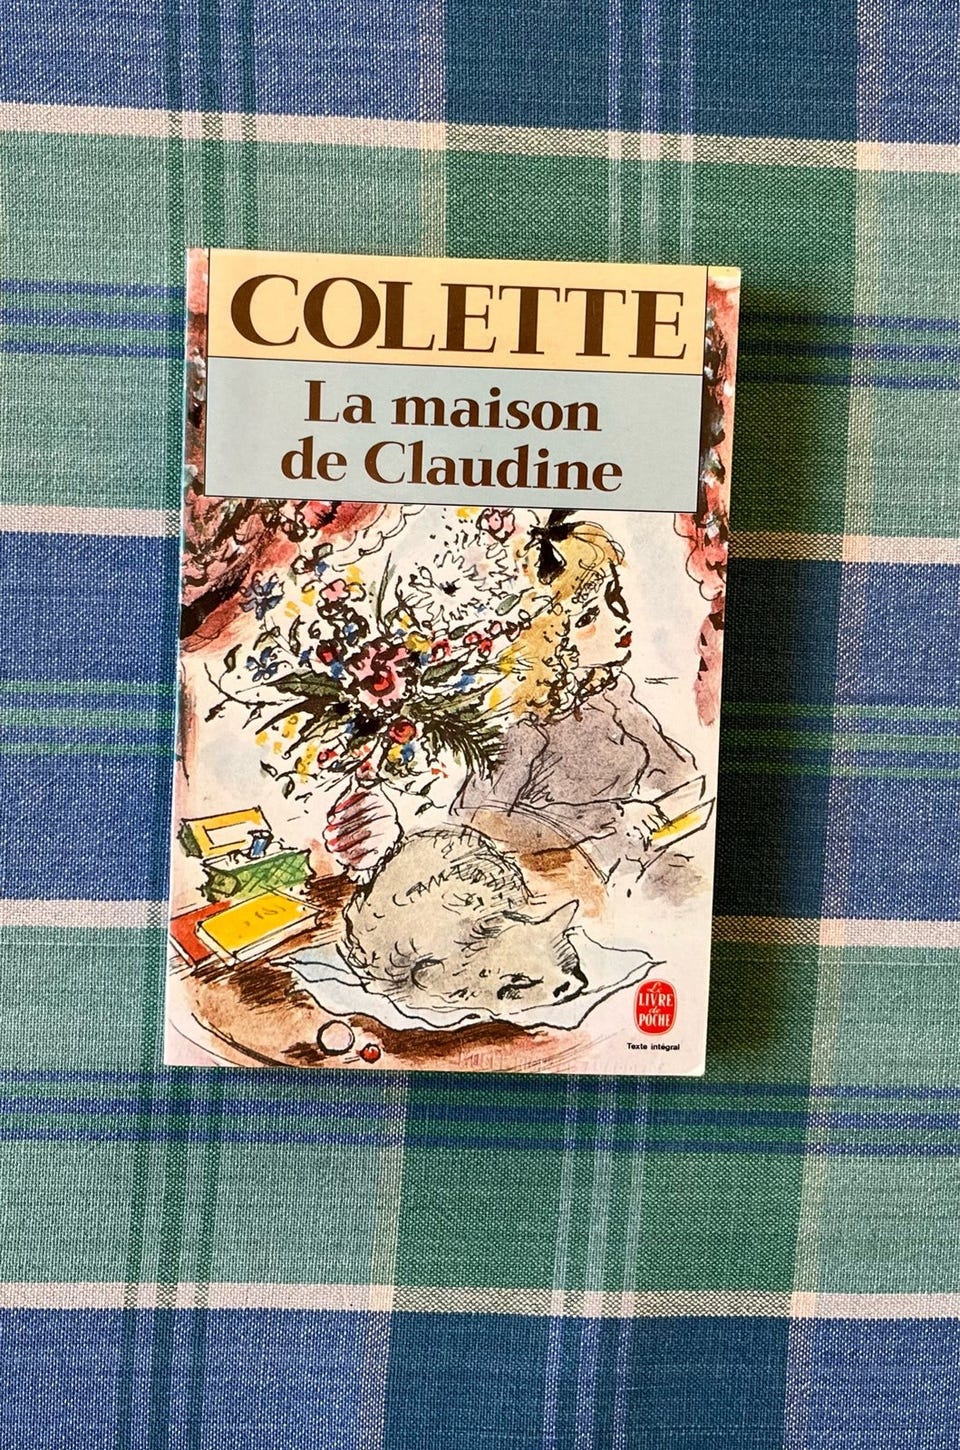 COLETTE
La maison
de Claudine
Le
LIVRE
de
POCHE
Texte intégral